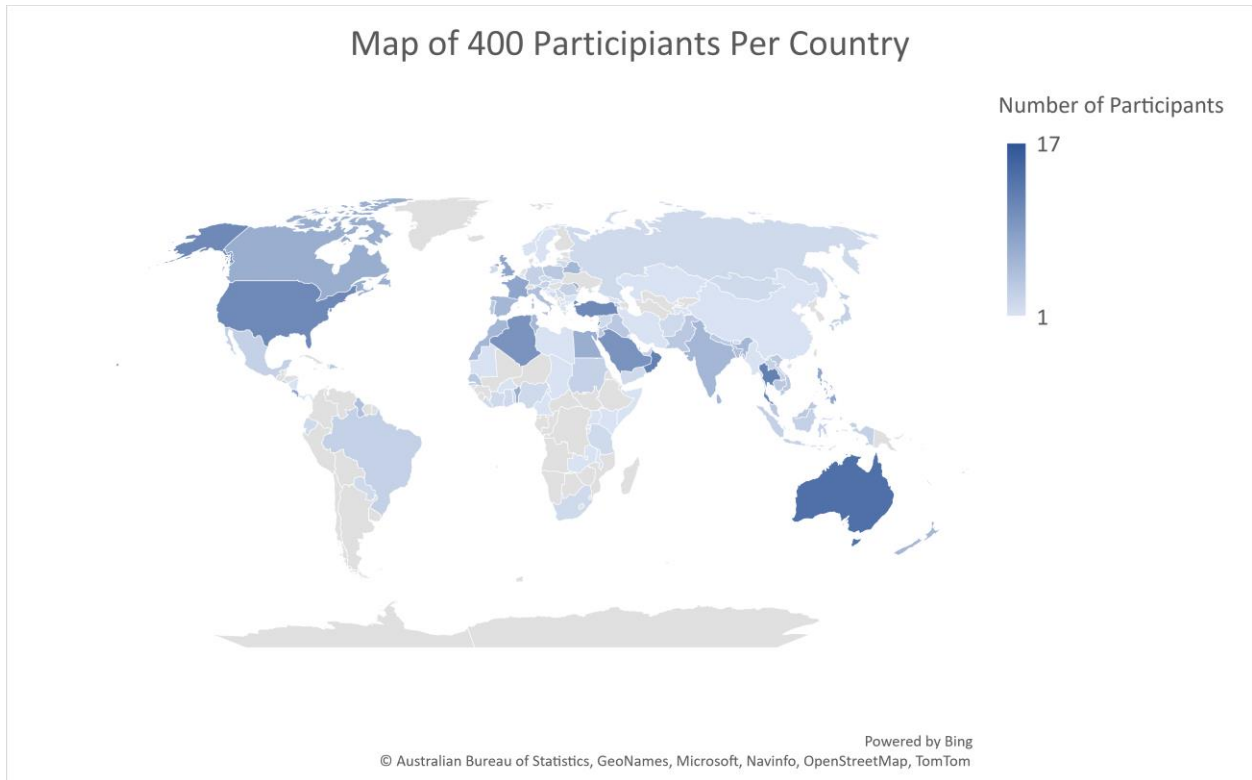 Map of 400 Participiants Per Country
Number of Participants
17
1
Powered by Bing
© Australian Bureau of Statistics, GeoNames, Microsoft, Navinfo, OpenStreetMap, TomTom